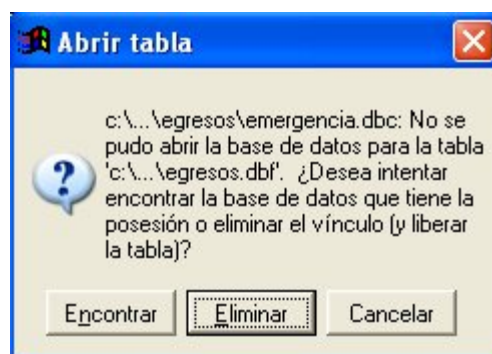 Abrir tabla
c:\...\egresos\emergencia.dbc: No se
pudo abrir la base de datos para la tabla
'c:\...\egresos.dbf'. ¿Desea intentar
encontrar la base de datos que tiene la
posesión o eliminar el vínculo (y liberar
la tabla)?
Encontrar
Eliminar
Cancelar